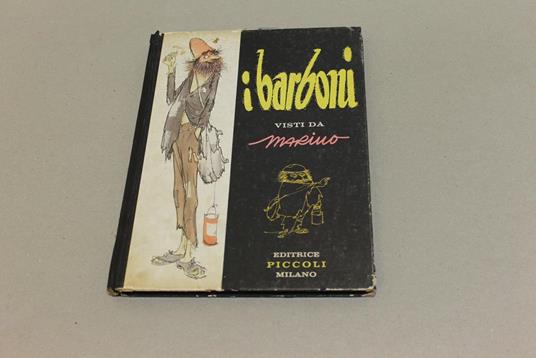 i barboni
VISTI DA
MARINO
EDITRICE
PICCOLI
MILANO